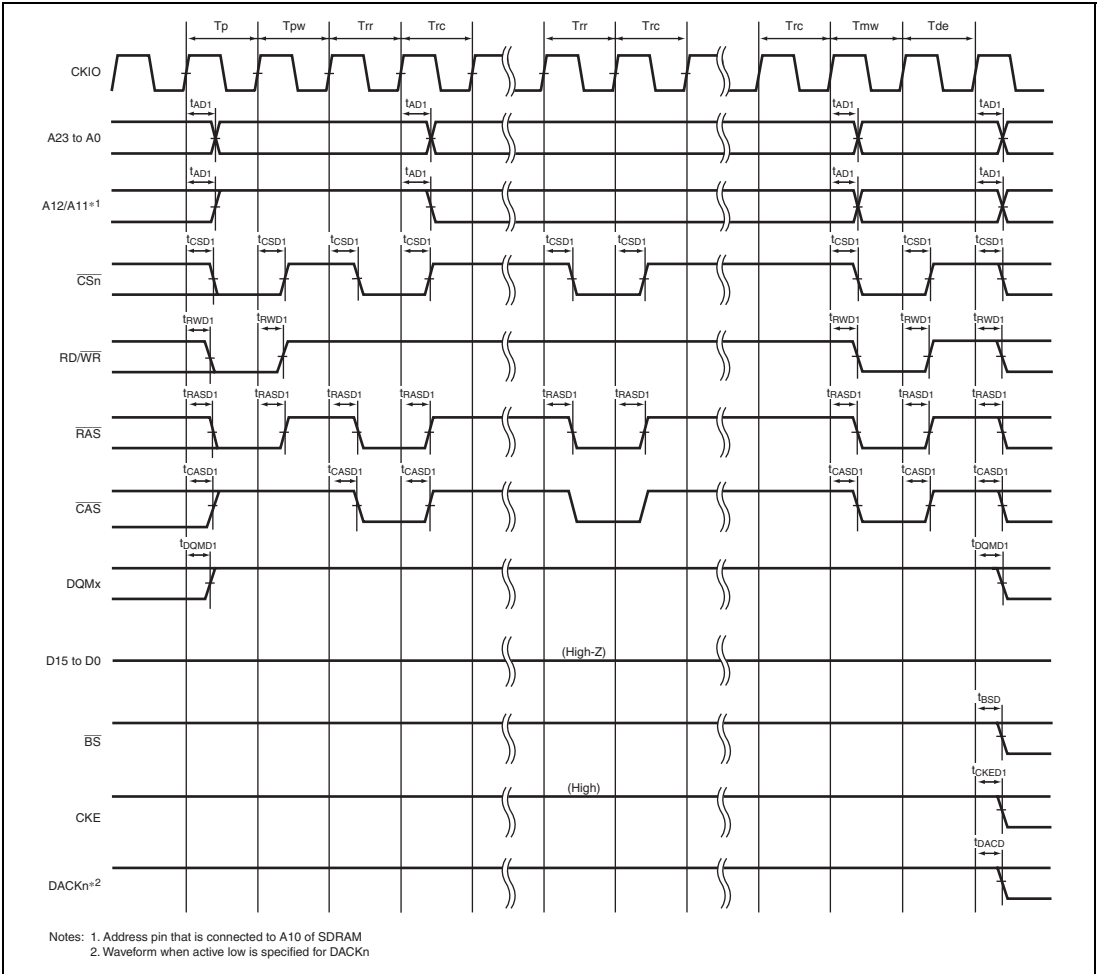 Tp Tpw Trr Trc Trr Trc Trc Tmw Tde
CKIO
tAD1 tAD1 tAD1 tAD1
A23 to A0
tAD1 tAD1 tAD1 tAD1
A12/A11*1
tCSD1 tCSD1 tCSD1 tCSD1 tCSD1 tCSD1 tCSD1 tCSD1 tCSD1
CSn
tRWD1 tRWD1 tRWD1 tRWD1 tRWD1
RD/WR
tRASD1 tRASD1 tRASD1 tRASD1 tRASD1 tRASD1 tRASD1 tRASD1 tRASD1
RAS
tCASD1 tCASD1 tCASD1 tCASD1 tCASD1 tCASD1
CAS
tDQMD1 tDQMD1
DQMx
D15 to D0 (High-Z)
tBSD
BS
tCKED1
(High)
CKE
tDACD
DACKn*2
Notes: 1. Address pin that is connected to A10 of SDRAM
2. Waveform when active low is specified for DACKn